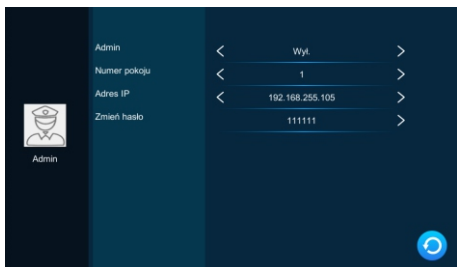 Admin < Wył. >
Numer pokoju < 1 >
Adres IP < 192.168.255.105 >
Zmień hasło 111111 >
Admin